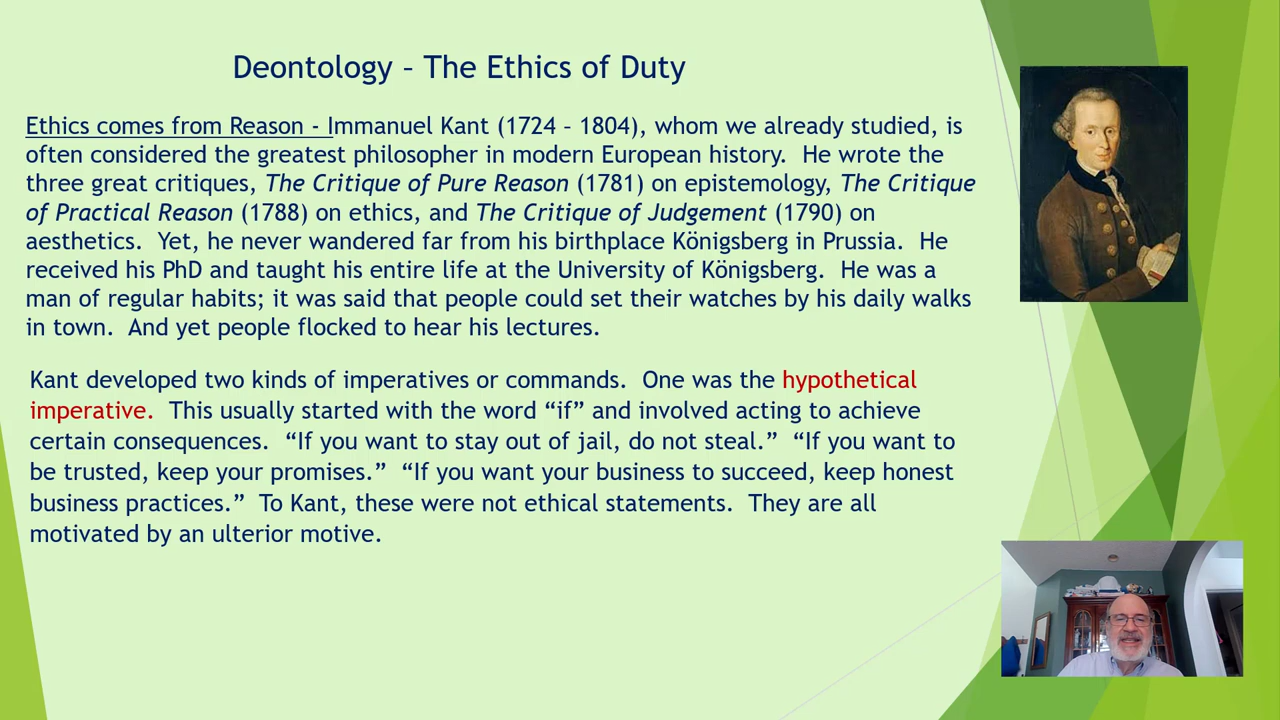 Deontology – The Ethics of Duty
Ethics comes from Reason - Immanuel Kant (1724 – 1804), whom we already studied, is
often considered the greatest philosopher in modern European history.  He wrote the
three great critiques, The Critique of Pure Reason (1781) on epistemology, The Critique
of Practical Reason (1788) on ethics, and The Critique of Judgement (1790) on
aesthetics.  Yet, he never wandered far from his birthplace Königsberg in Prussia.  He
received his PhD and taught his entire life at the University of Königsberg.  He was a
man of regular habits; it was said that people could set their watches by his daily walks
in town.  And yet people flocked to hear his lectures.
Kant developed two kinds of imperatives or commands.  One was the hypothetical
imperative.  This usually started with the word “if” and involved acting to achieve
certain consequences.  “If you want to stay out of jail, do not steal.”  “If you want to
be trusted, keep your promises.”  “If you want your business to succeed, keep honest
business practices.”  To Kant, these were not ethical statements.  They are all
motivated by an ulterior motive.